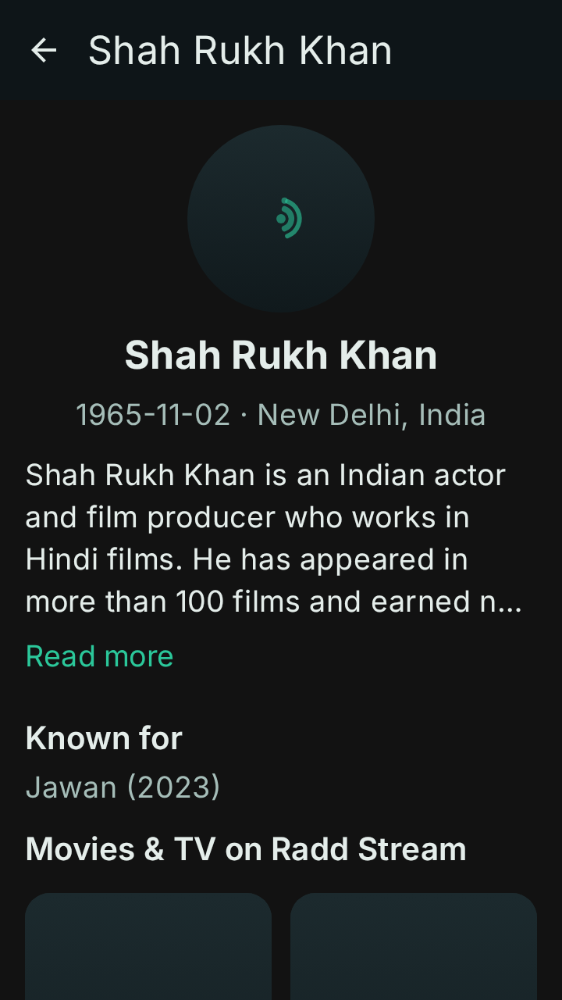 Shah Rukh Khan
Shah Rukh Khan
1965-11-02 · New Delhi, India
Shah Rukh Khan is an Indian actor
and film producer who works in
Hindi films. He has appeared in
more than 100 films and earned n...
Read more
Known for
Jawan (2023)
Movies & TV on Radd Stream